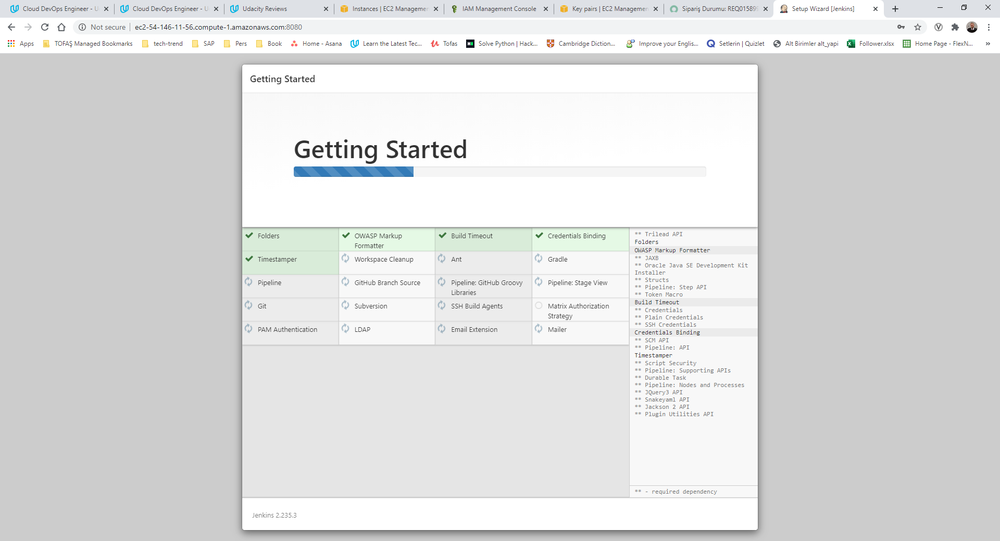 Cloud DevOps Engineer - U
Cloud DevOps Engineer - U
Udacity Reviews
Instances | EC2 Managemen
IAM Management Console
Key pairs | EC2 Managemen
Sipariş Durumu: REQ015899
Setup Wizard [Jenkins]
Not secure
ec2-54-146-11-56.compute-1.amazonaws.com:8080
Apps
TOFAŞ Managed Bookmarks
tech-trend
SAP
Pers
Book
Home - Asana
Learn the Latest Tec...
Tofas
Solve Python | Hack...
Cambridge Diction...
Improve your Englis...
Setlerin | Quizlet
Alt Birimler alt_yapi
Follower.xlsx
Home Page - FlexN...
»
Getting Started
Getting Started
Folders
OWASP Markup
Formatter
Build Timeout
Credentials Binding
Timestamper
Workspace Cleanup
Ant
Gradle
Pipeline
GitHub Branch Source
Pipeline: GitHub Groovy
Libraries
Pipeline: Stage View
Git
Subversion
SSH Build Agents
Matrix Authorization
Strategy
PAM Authentication
LDAP
Email Extension
Mailer
** Trilead API
Folders
OWASP Markup Formatter
** JAXB
** Oracle Java SE Development Kit
Installer
** Structs
** Pipeline: Step API
** Token Macro
Build Timeout
** Credentials
** Plain Credentials
** SSH Credentials
Credentials Binding
** SCM API
** Pipeline: API
Timestamper
** Script Security
** Pipeline: Supporting APIs
** Durable Task
** Pipeline: Nodes and Processes
** JQuery3 API
** Snakeyaml API
** Jackson 2 API
** Plugin Utilities API
** - required dependency
Jenkins 2.235.3